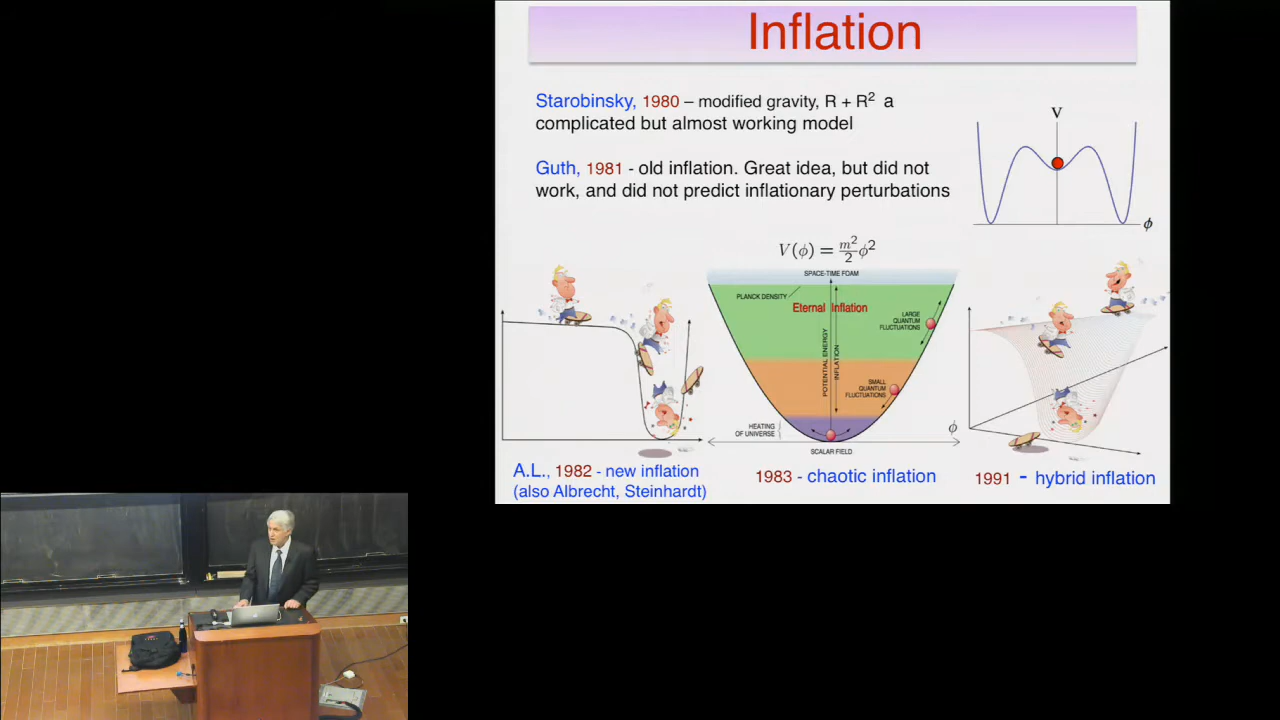 Inflation
Starobinsky, 1980 – modified gravity, R + R² a
complicated but almost working model
Guth, 1981 - old inflation. Great idea, but did not
work, and did not predict inflationary perturbations
V
ϕ
V(ϕ) = m²/2 ϕ²
SPACE-TIME FOAM
PLANCK DENSITY
Eternal Inflation
LARGE
QUANTUM
FLUCTUATIONS
POTENTIAL ENERGY
INFLATION
SMALL
QUANTUM
FLUCTUATIONS
HEATING
OF UNIVERSE
ϕ
SCALAR FIELD
A.L., 1982 - new inflation
(also Albrecht, Steinhardt)
1983 - chaotic inflation
1991 - hybrid inflation